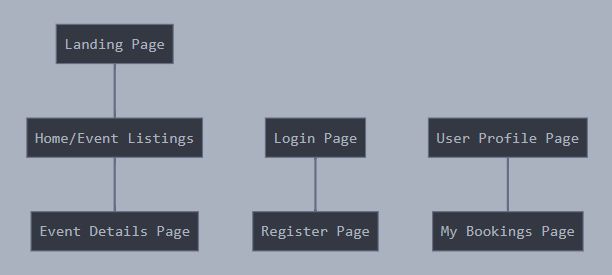 Landing Page
Home/Event Listings
Login Page
User Profile Page
Event Details Page
Register Page
My Bookings Page